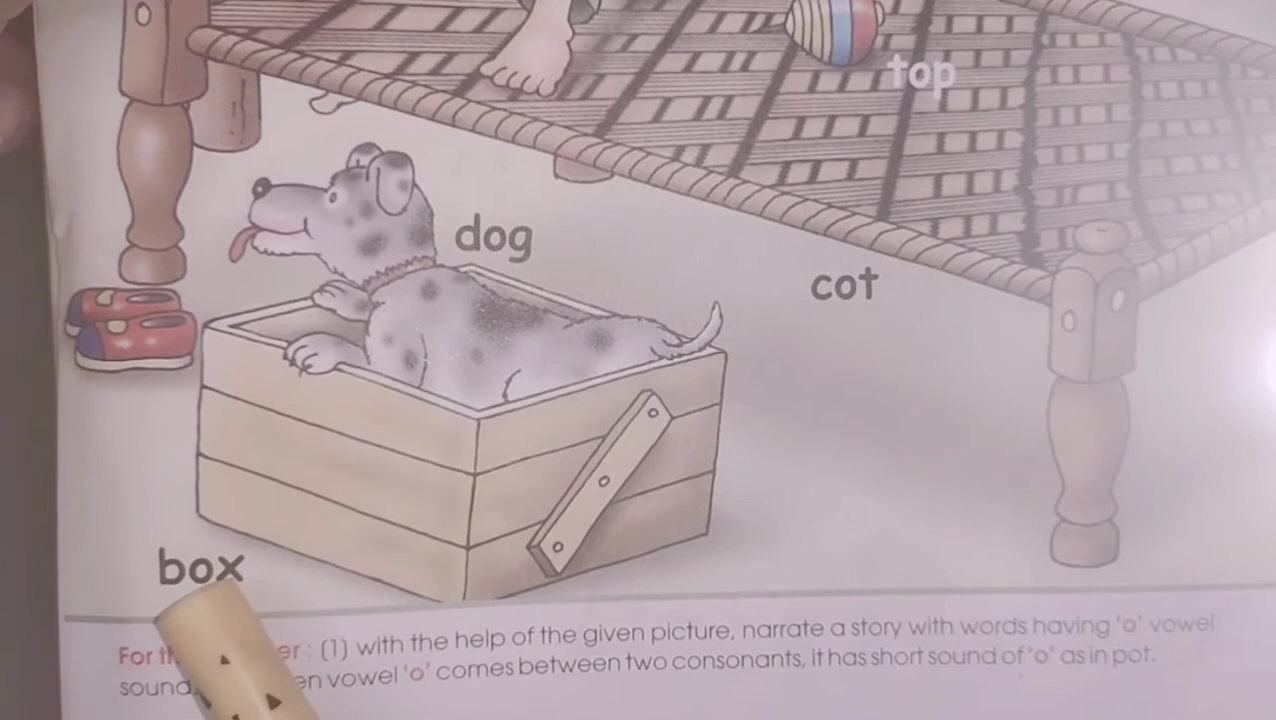 top
dog
cot
box
For er : (1) with the help of the given picture, narrate a story with words having 'o' vowel
sound. en vowel 'o' comes between two consonants, it has short sound of 'o' as in pot.